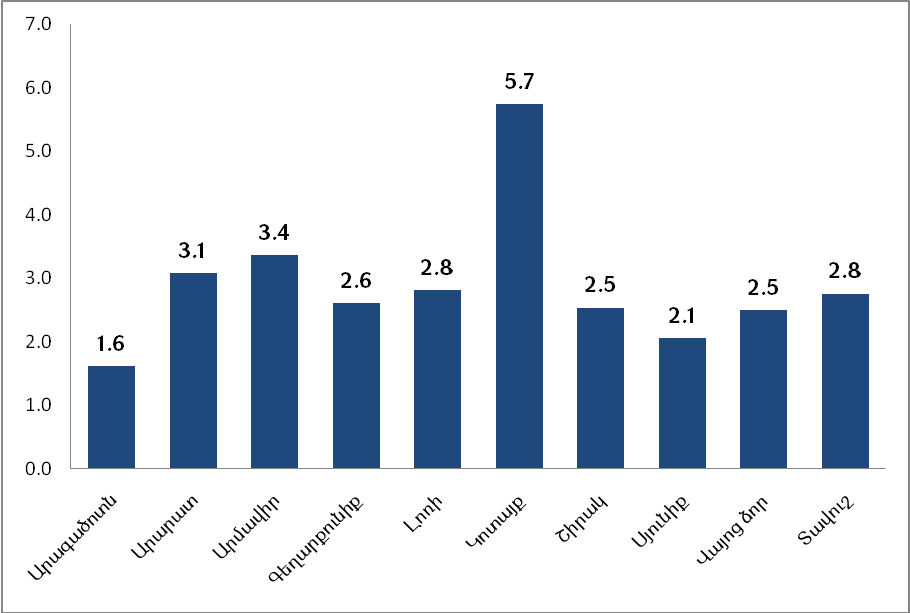 7.0
6.0
5.0
4.0
3.0
2.0
1.0
0.0
1.6
3.1
3.4
2.6
2.8
5.7
2.5
2.1
2.5
2.8
Արագածոտն
Արարատ
Արմավիր
Գեղարքունիք
Լոռի
Կոտայք
Շիրակ
Սյունիք
Վայոց ձոր
Տավուշ